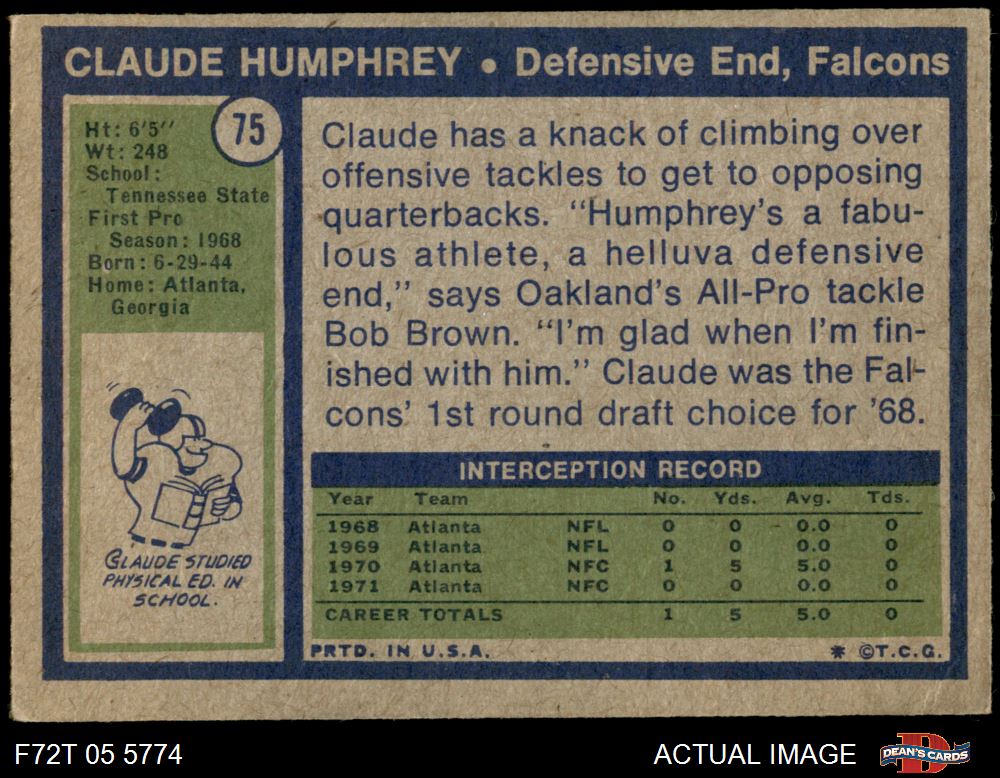 CLAUDE HUMPHREY • Defensive End, Falcons
75
Ht: 6'5"
Wt: 248
School:
Tennessee State
First Pro
Season: 1968
Born: 6-29-44
Home: Atlanta,
Georgia
CLAUDE STUDIED
PHYSICAL ED. IN
SCHOOL.
Claude has a knack of climbing over
offensive tackles to get to opposing
quarterbacks. "Humphrey's a fabu-
lous athlete, a helluva defensive
end," says Oakland's All-Pro tackle
Bob Brown. "I'm glad when I'm fin-
ished with him." Claude was the Fal-
cons' 1st round draft choice for '68.
INTERCEPTION RECORD
Year Team No. Yds. Avg. Tds.
1968 Atlanta NFL 0 0 0.0 0
1969 Atlanta NFL 0 0 0.0 0
1970 Atlanta NFC 1 5 5.0 0
1971 Atlanta NFC 0 0 0.0 0
CAREER TOTALS 1 5 5.0 0
PRTD. IN U.S.A. * ©T.C.G.
F72T 05 5774 ACTUAL IMAGE DEAN'S CARDS